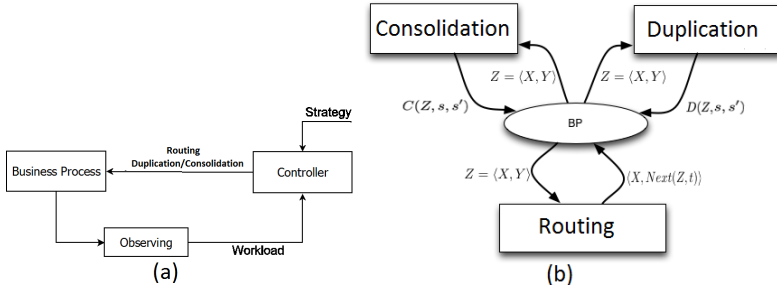 Strategy
Routing
Duplication/Consolidation
Business Process
Controller
Observing
Workload
(a)
Consolidation
Duplication
Z = ⟨X, Y⟩
Z = ⟨X, Y⟩
C(Z, s, s′)
D(Z, s, s′)
BP
Z = ⟨X, Y⟩
⟨X, Next(Z, t)⟩
Routing
(b)